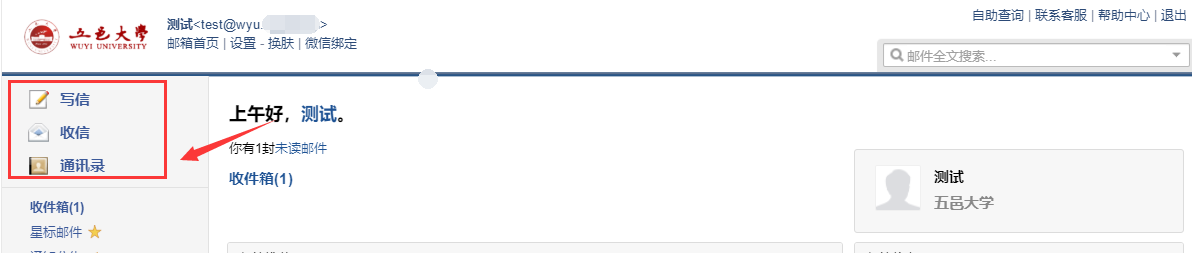 自助查询 | 联系客服 | 帮助中心 | 退出
五邑大學
WUYI UNIVERSITY
测试<test@wyu.
>
邮箱首页 | 设置 - 换肤 | 微信绑定
邮件全文搜索...
写信
收信
通讯录
收件箱(1)
星标邮件
上午好，测试。
你有1封未读邮件
收件箱(1)
测试
五邑大学